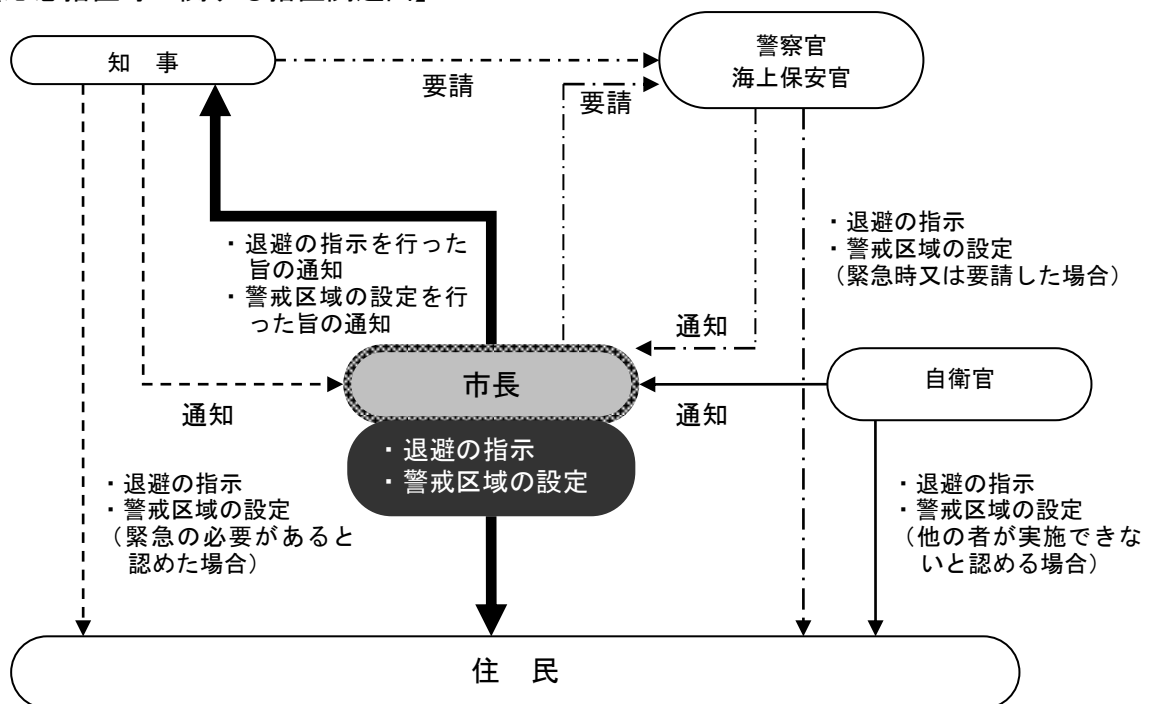 知　事
警察官
海上保安官
要請
要請
・退避の指示
・警戒区域の設定
（緊急時又は要請した場合）
・退避の指示を行った
旨の通知
・警戒区域の設定を行
った旨の通知
通知
市長
自衛官
通知
通知
・退避の指示
・警戒区域の設定
・退避の指示
・警戒区域の設定
（緊急の必要があると
認めた場合）
・退避の指示
・警戒区域の設定
（他の者が実施できな
いと認める場合）
住　民